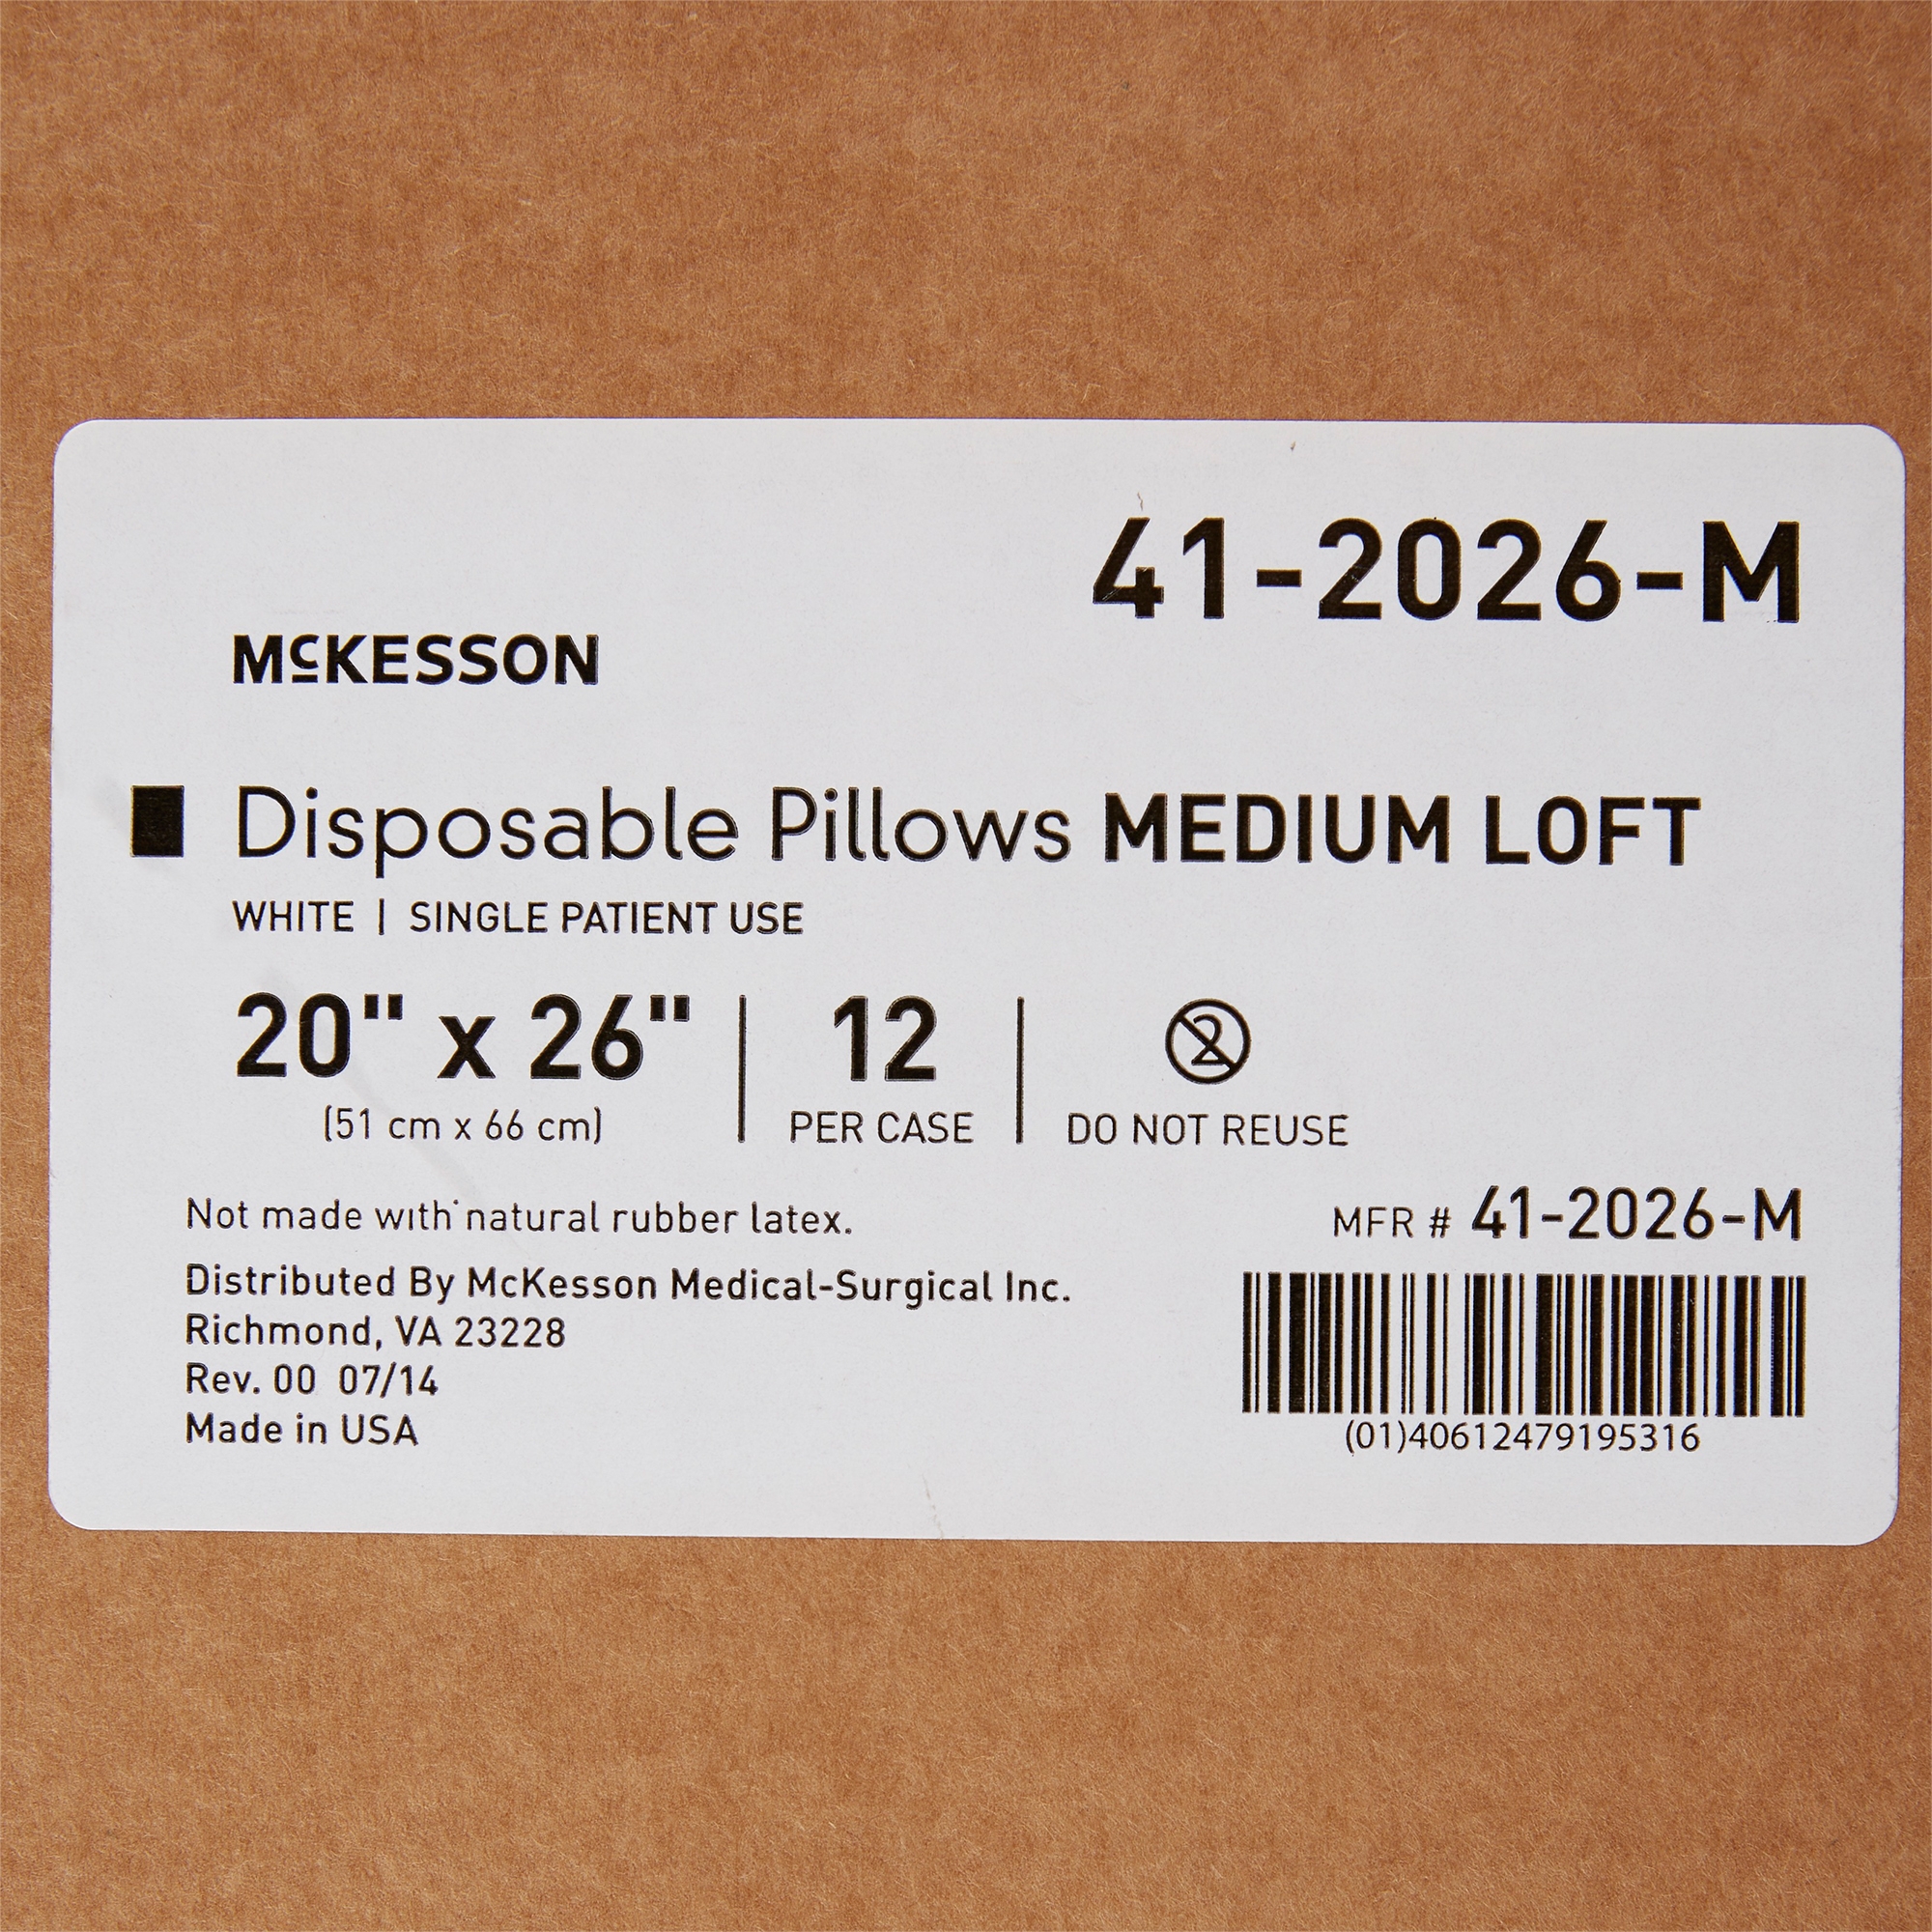 41-2026-M
McKESSON
Disposable Pillows MEDIUM LOFT
WHITE | SINGLE PATIENT USE
20" x 26" | 12 | 2
(51 cm x 66 cm) PER CASE DO NOT REUSE
Not made with natural rubber latex.
MFR # 41-2026-M
Distributed By McKesson Medical-Surgical Inc.
Richmond, VA 23228
Rev. 00 07/14
Made in USA
(01)40612479195316